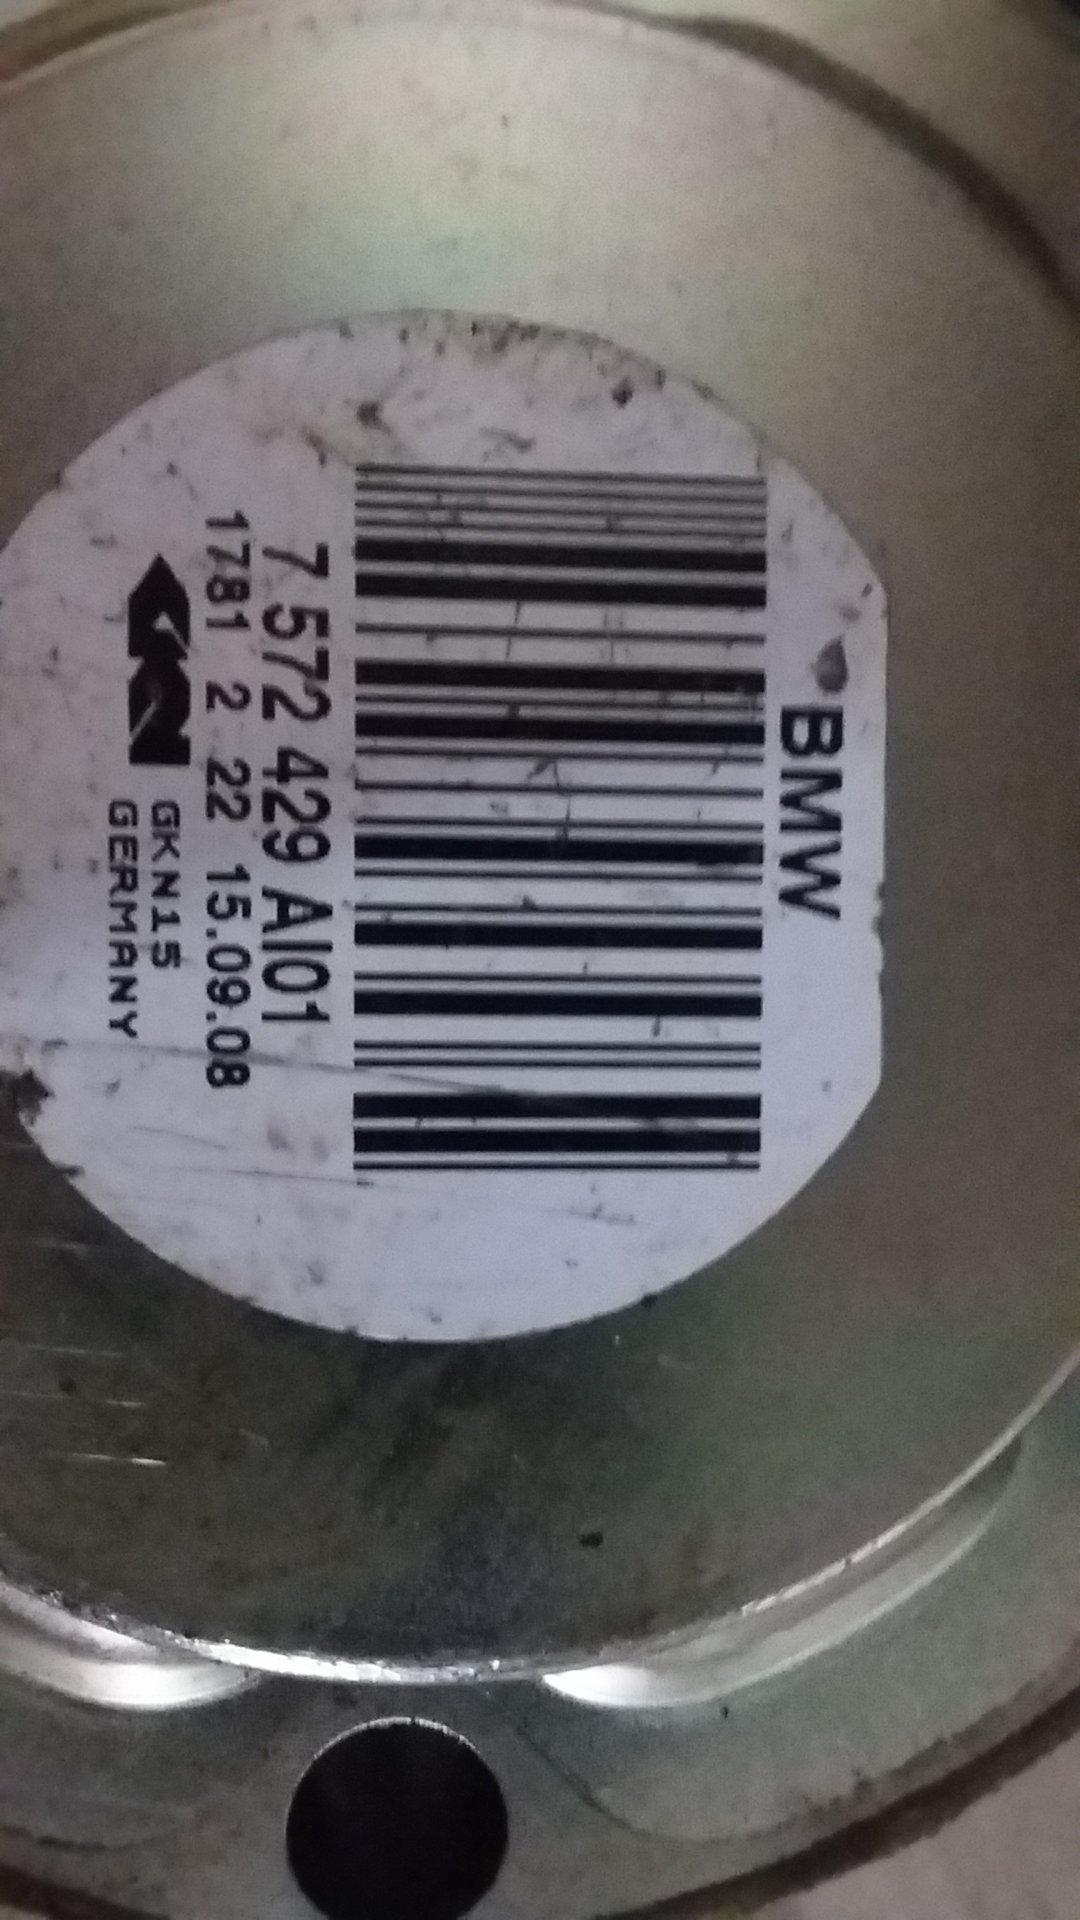 BMW
7 572 429 AI01
1781 2 22 15.09.08
GKN15
GERMANY